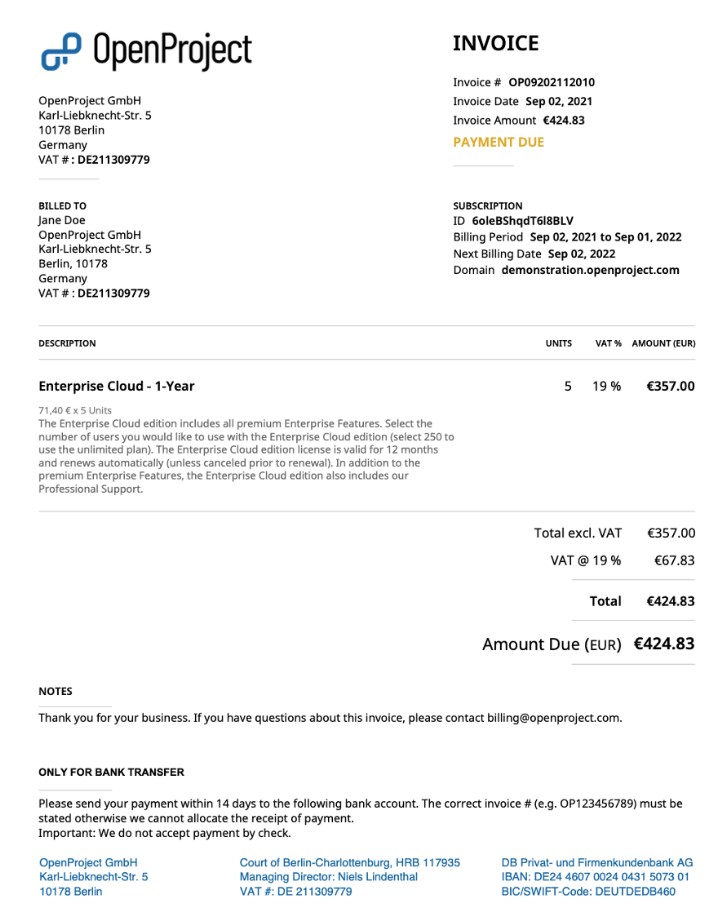 OpenProject
INVOICE
Invoice # OP09202112010
Invoice Date Sep 02, 2021
Invoice Amount €424.83
PAYMENT DUE
OpenProject GmbH
Karl-Liebknecht-Str. 5
10178 Berlin
Germany
VAT # : DE211309779
BILLED TO
Jane Doe
OpenProject GmbH
Karl-Liebknecht-Str. 5
Berlin, 10178
Germany
VAT # : DE211309779
SUBSCRIPTION
ID 6oleBShqdT6l8BLV
Billing Period Sep 02, 2021 to Sep 01, 2022
Next Billing Date Sep 02, 2022
Domain demonstration.openproject.com
DESCRIPTION UNITS VAT % AMOUNT (EUR)
Enterprise Cloud - 1-Year 5 19 % €357.00
71,40 € x 5 Units
The Enterprise Cloud edition includes all premium Enterprise Features. Select the
number of users you would like to use with the Enterprise Cloud edition (select 250 to
use the unlimited plan). The Enterprise Cloud edition license is valid for 12 months
and renews automatically (unless canceled prior to renewal). In addition to the
premium Enterprise Features, the Enterprise Cloud edition also includes our
Professional Support.
Total excl. VAT €357.00
VAT @ 19 % €67.83
Total €424.83
Amount Due (EUR) €424.83
NOTES
Thank you for your business. If you have questions about this invoice, please contact billing@openproject.com.
ONLY FOR BANK TRANSFER
Please send your payment within 14 days to the following bank account. The correct invoice # (e.g. OP123456789) must be
stated otherwise we cannot allocate the receipt of payment.
Important: We do not accept payment by check.
OpenProject GmbH
Karl-Liebknecht-Str. 5
10178 Berlin
Court of Berlin-Charlottenburg, HRB 117935
Managing Director: Niels Lindenthal
VAT #: DE 211309779
DB Privat- und Firmenkundenbank AG
IBAN: DE24 4607 0024 0431 5073 01
BIC/SWIFT-Code: DEUTDEDB460